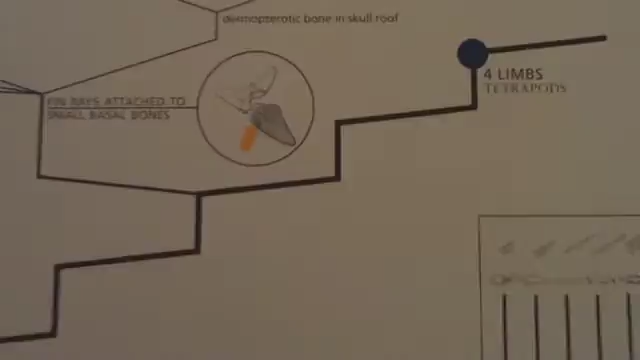 dermopterotic bone in skull roof
FIN RAYS ATTACHED TO
SMALL BASAL BONES
4 LIMBS
TETRAPODS